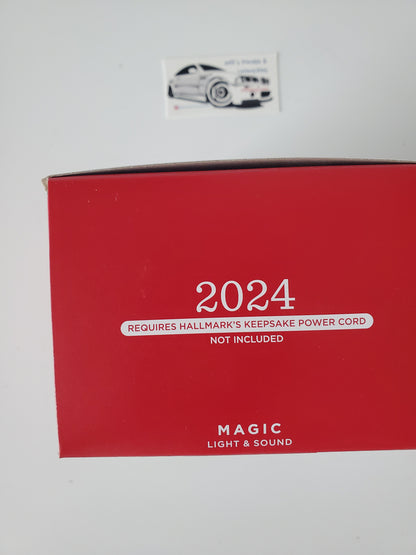 2024
REQUIRES HALLMARK'S KEEPSAKE POWER CORD
NOT INCLUDED
MAGIC
LIGHT & SOUND